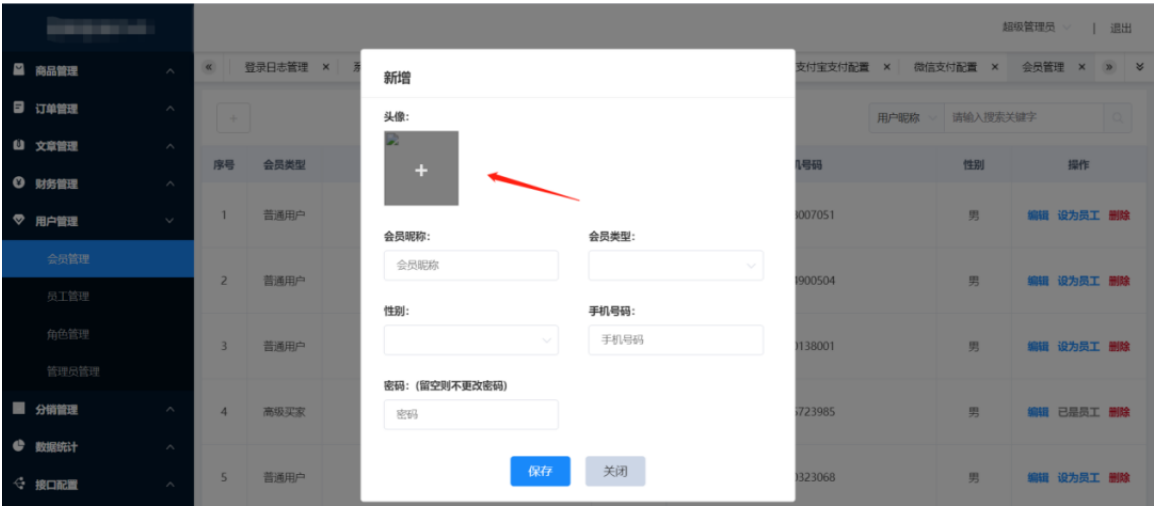 超级管理员 | 退出
商品管理
订单管理
文章管理
财务管理
用户管理
会员管理
员工管理
角色管理
管理员管理
分销管理
数据统计
接口配置
« 登录日志管理 × 支付宝支付配置 × 微信支付配置 × 会员管理 × »
+ 用户昵称 请输入搜索关键字
序号 会员类型 机号码 性别 操作
1 普通用户 007051 男 编辑 设为员工 删除
2 普通用户 900504 男 编辑 设为员工 删除
3 普通用户 138001 男 编辑 设为员工 删除
4 高级买家 723985 男 编辑 已是员工 删除
5 普通用户 323068 男 编辑 设为员工 删除
新增
头像:
+
会员昵称: 会员类型:
会员昵称
性别: 手机号码:
手机号码
密码: (留空则不更改密码)
密码
保存 关闭